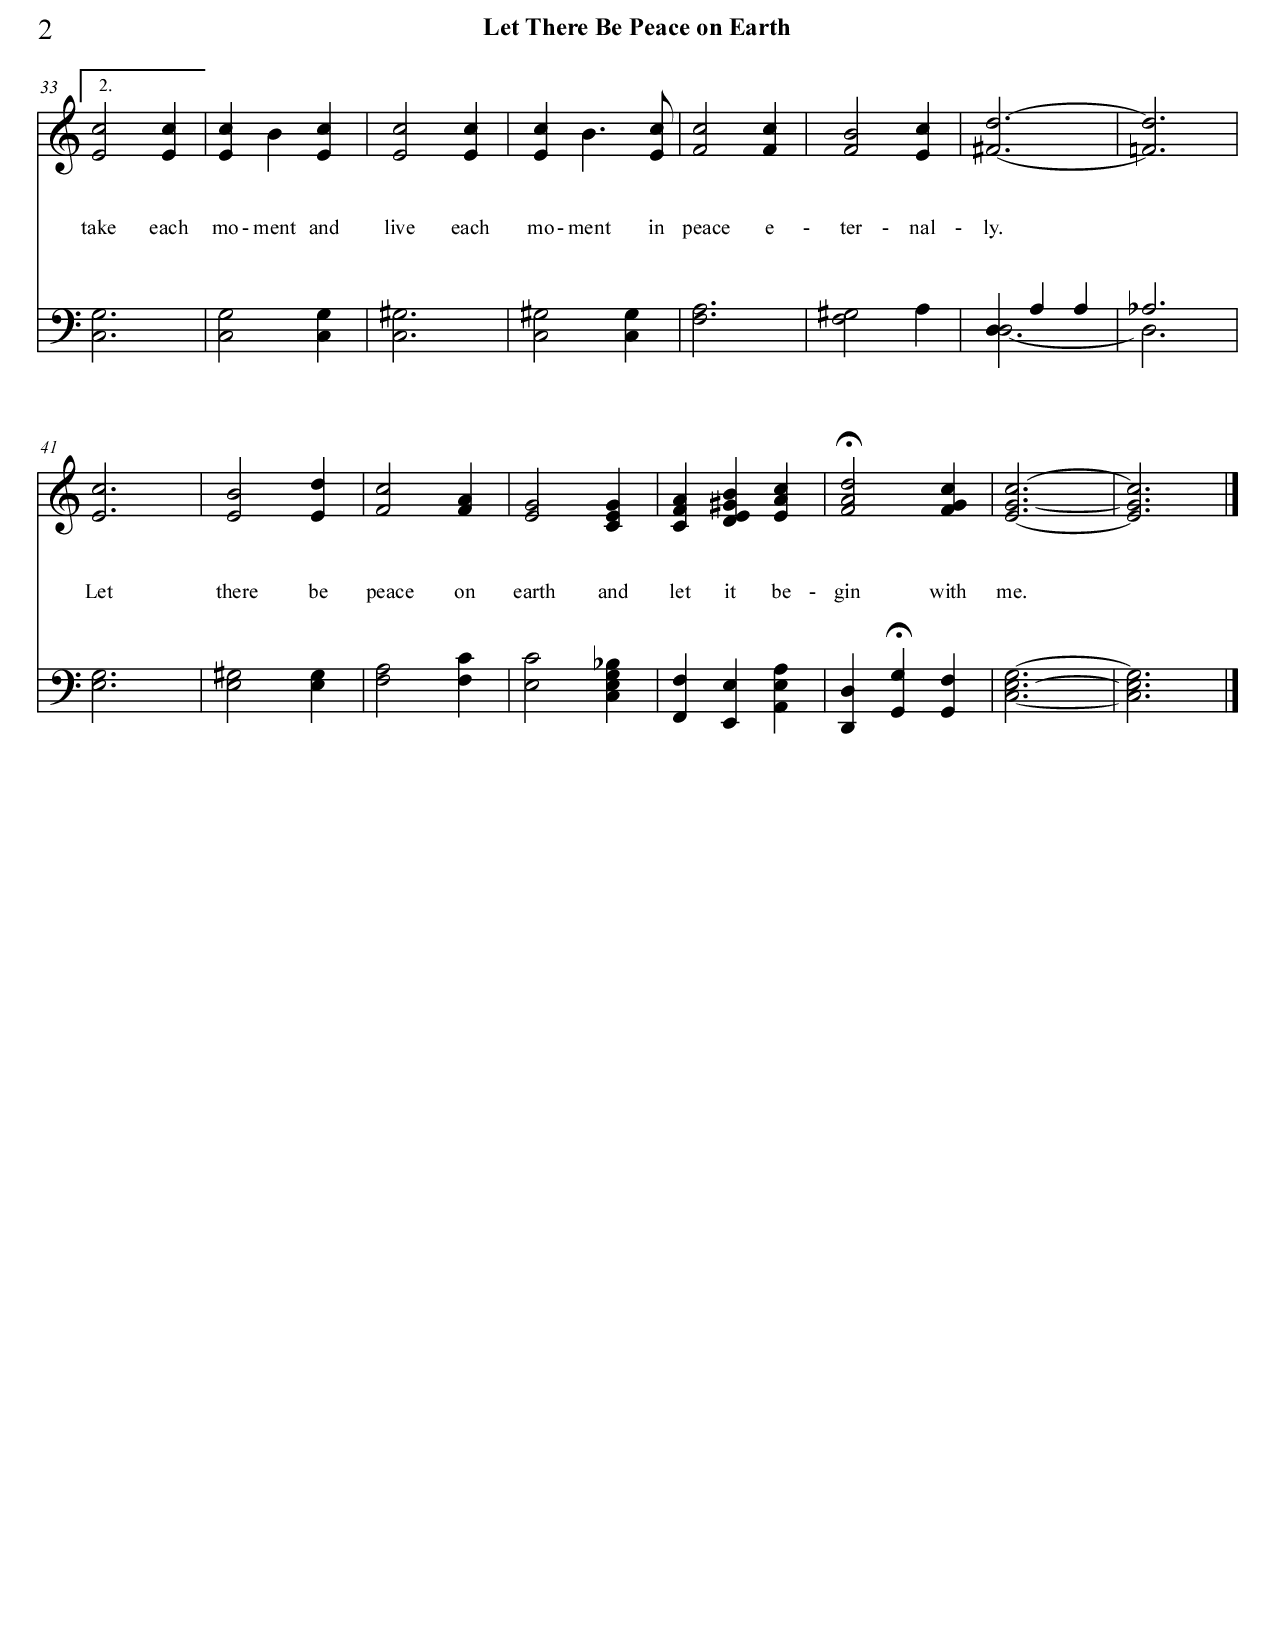 2
Let There Be Peace on Earth
33
2.
take each mo - ment and live each mo - ment in peace e - ter - nal - ly.
41
Let there be peace on earth and let it be - gin with me.